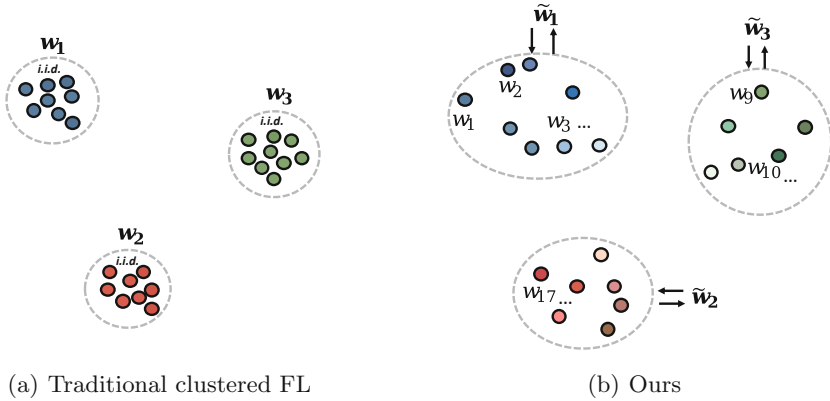 w₁
i.i.d.
w₃
i.i.d.
w₂
i.i.d.
(a) Traditional clustered FL
w̃₁
w₂
w₁
w₃ ...
w̃₃
w₉
w₁₀ ...
w₁₇ ...
w̃₂
(b) Ours